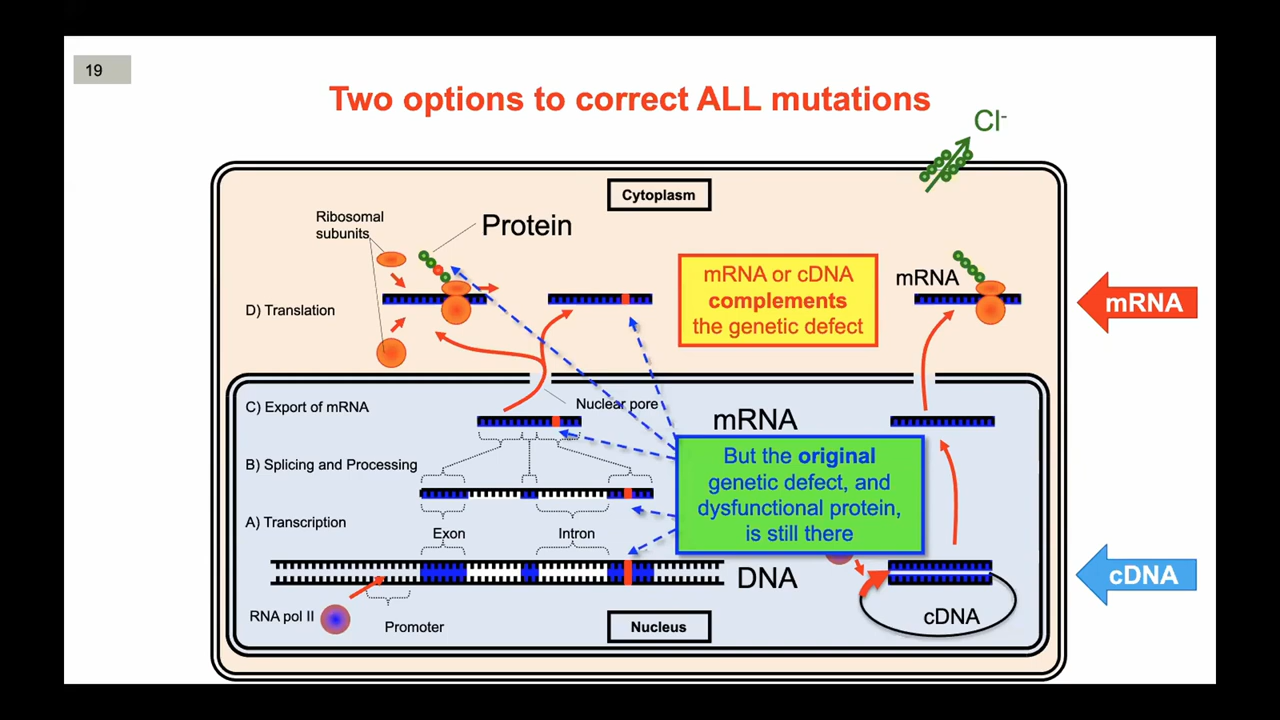 19
Two options to correct ALL mutations
Cl-
Cytoplasm
Ribosomal
subunits
Protein
mRNA or cDNA
complements
the genetic defect
mRNA
mRNA
D) Translation
C) Export of mRNA
Nuclear pore
mRNA
But the original
genetic defect, and
dysfunctional protein,
is still there
B) Splicing and Processing
A) Transcription
Exon
Intron
DNA
cDNA
RNA pol II
Promoter
Nucleus
cDNA